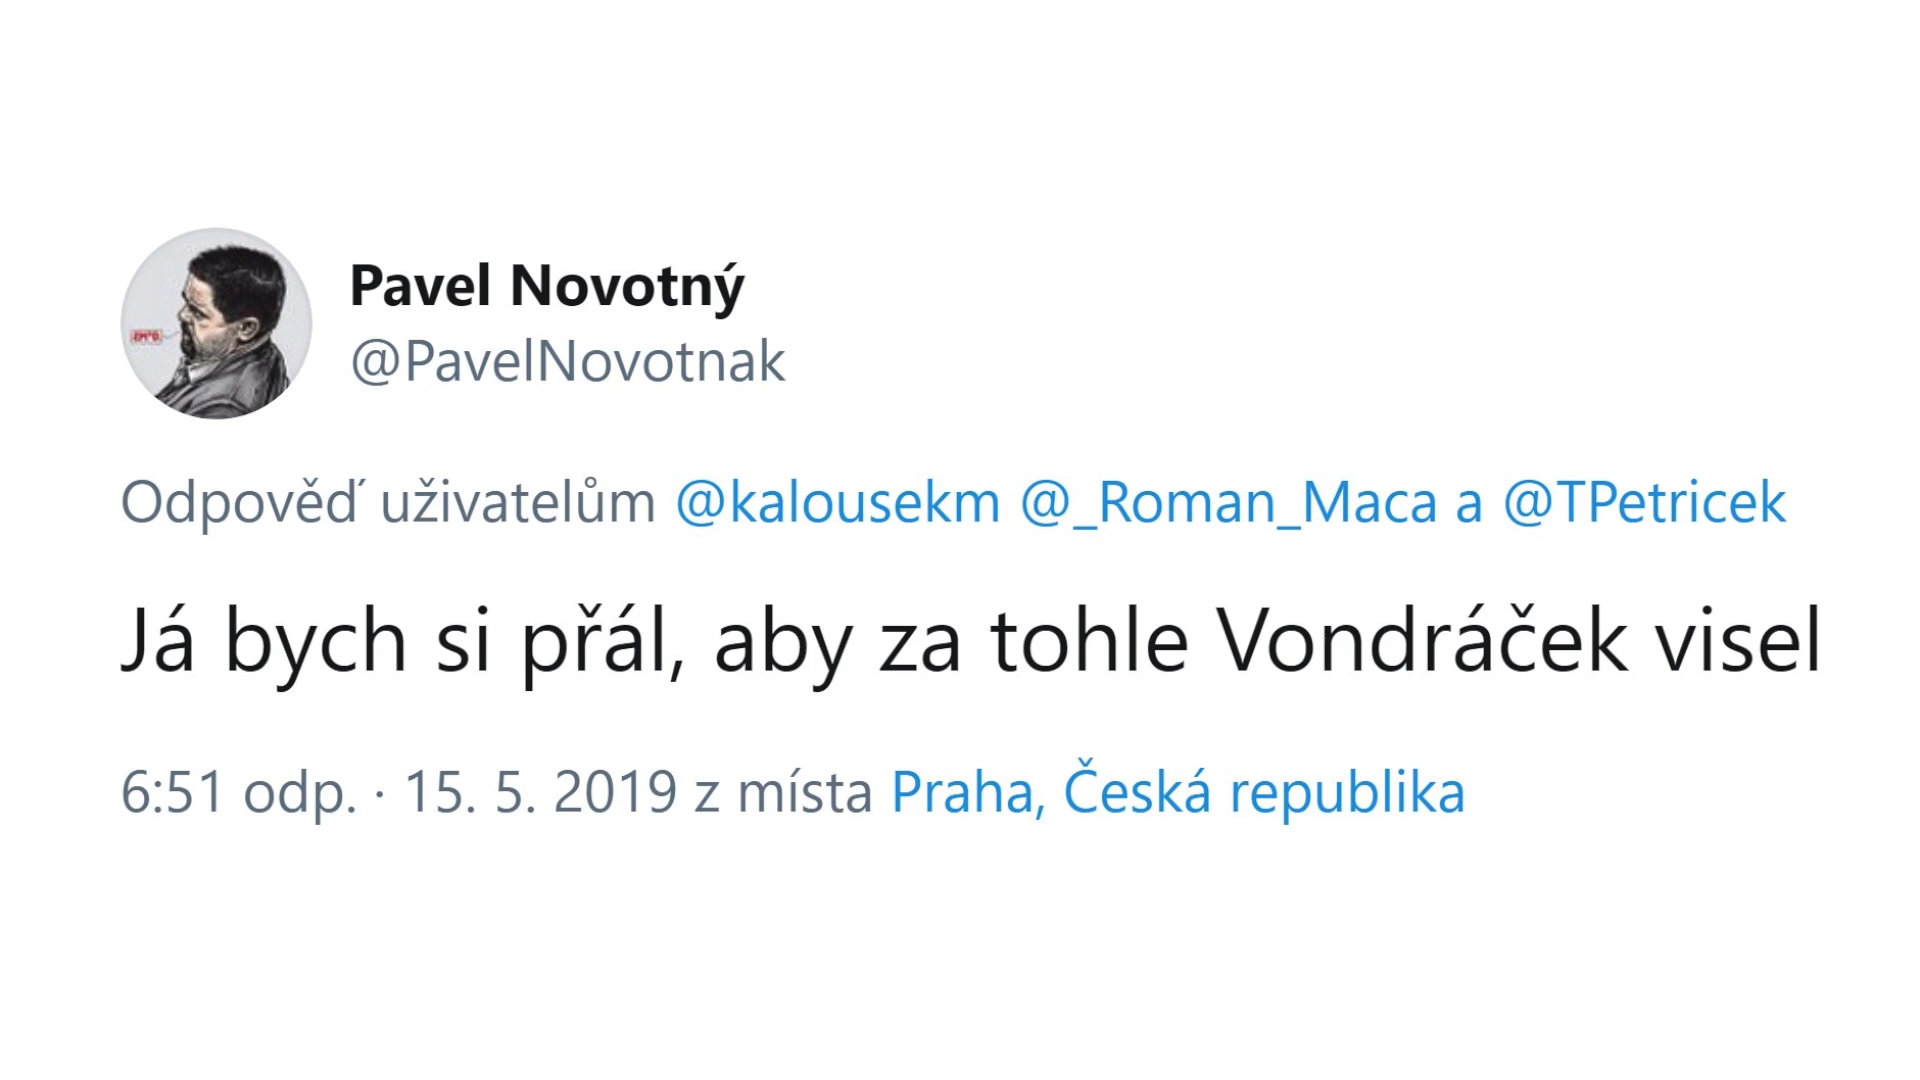 Pavel Novotný
@PavelNovotnak
Odpověď uživatelům @kalousekm @_Roman_Maca a @TPetricek
Já bych si přál, aby za tohle Vondráček visel
6:51 odp. · 15. 5. 2019 z místa Praha, Česká republika